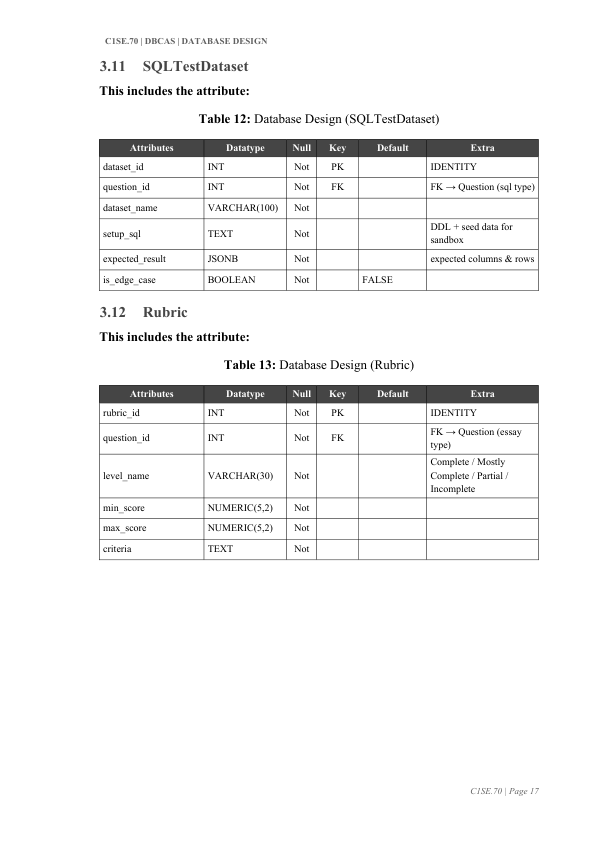 C1SE.70 | DBCAS | DATABASE DESIGN
3.11 SQLTestDataset
This includes the attribute:
Table 12: Database Design (SQLTestDataset)
Attributes Datatype Null Key Default Extra
dataset_id INT Not PK IDENTITY
question_id INT Not FK FK → Question (sql type)
dataset_name VARCHAR(100) Not
setup_sql TEXT Not DDL + seed data for
sandbox
expected_result JSONB Not expected columns & rows
is_edge_case BOOLEAN Not FALSE
3.12 Rubric
This includes the attribute:
Table 13: Database Design (Rubric)
Attributes Datatype Null Key Default Extra
rubric_id INT Not PK IDENTITY
question_id INT Not FK FK → Question (essay
type)
level_name VARCHAR(30) Not Complete / Mostly
Complete / Partial /
Incomplete
min_score NUMERIC(5,2) Not
max_score NUMERIC(5,2) Not
criteria TEXT Not
C1SE.70 | Page 17